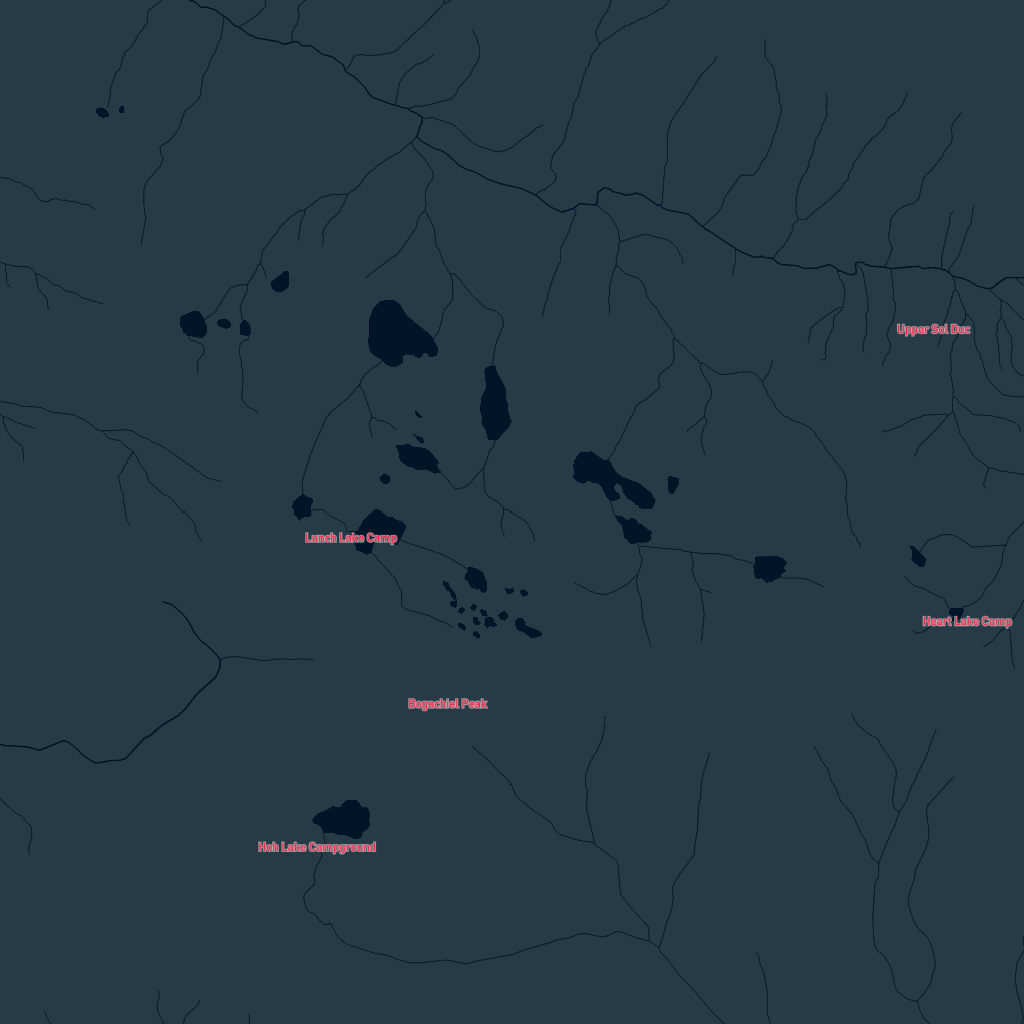 Upper Sol Duc
Lunch Lake Camp
Heart Lake Camp
Bogachiel Peak
Hoh Lake Campground